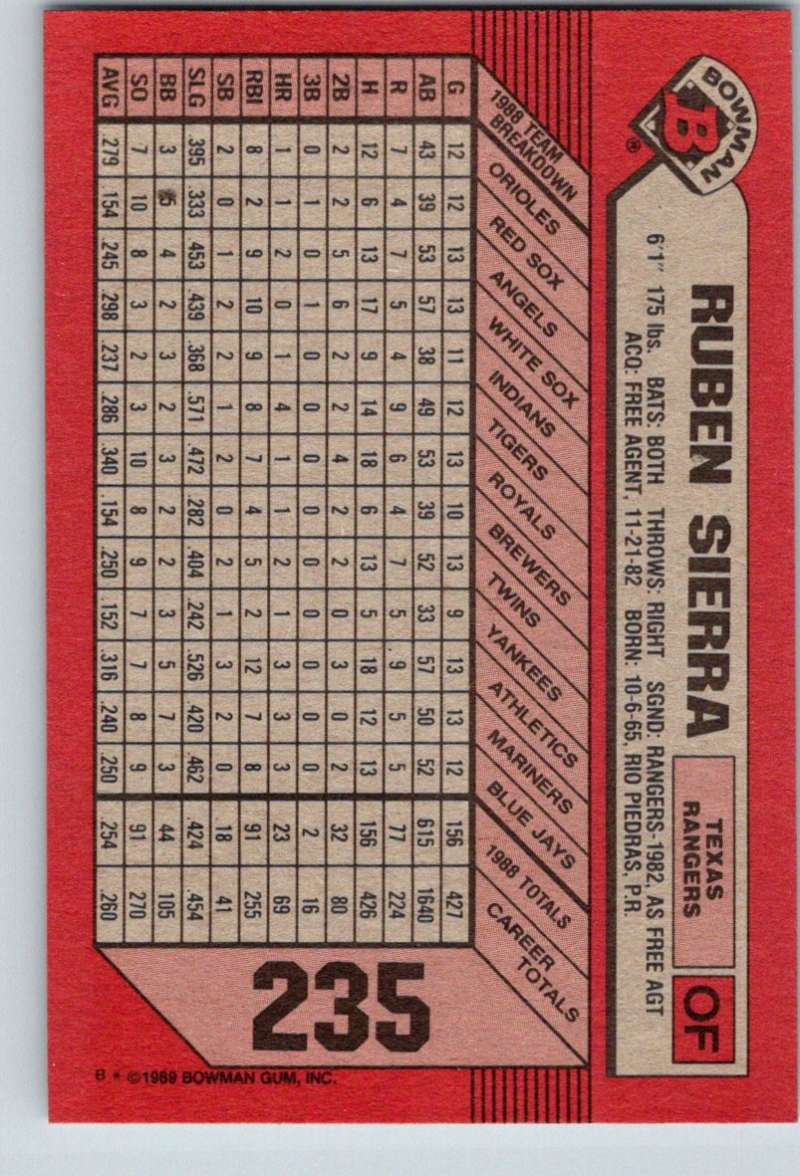 BOWMAN
B
®
RUBEN SIERRA
TEXAS
RANGERS
OF
6'1" 175 lbs. BATS: BOTH THROWS: RIGHT SGND: RANGERS-1982, AS FREE AGT
ACQ: FREE AGENT, 11-21-82 BORN: 10-6-65, RIO PIEDRAS, P.R.
1988 TEAM
BREAKDOWN
ORIOLES
RED SOX
ANGELS
WHITE SOX
INDIANS
TIGERS
ROYALS
BREWERS
TWINS
YANKEES
ATHLETICS
MARINERS
BLUE JAYS
1988 TOTALS
CAREER
TOTALS
G 12 12 13 13 11 12 13 10 13 9 13 13 12 156 427
AB 43 39 53 57 38 49 53 39 52 33 57 50 52 615 1640
R 7 4 7 5 4 9 6 4 7 5 9 5 5 77 224
H 12 6 13 17 9 14 18 6 13 5 18 12 13 156 426
2B 2 2 5 6 2 2 4 2 2 0 3 0 2 32 80
3B 0 1 0 1 0 0 0 0 0 0 0 0 0 2 16
HR 1 1 2 0 1 4 1 1 2 1 3 3 3 23 69
RBI 8 2 9 10 9 8 7 4 5 2 12 7 8 91 255
SB 2 0 1 2 2 1 2 0 2 1 3 2 0 18 41
SLG .395 .333 .453 .439 .368 .571 .472 .282 .404 .242 .526 .420 .462 .424 .454
BB 3 5 4 2 3 2 3 2 2 3 5 7 3 44 105
SO 7 10 8 3 2 3 10 8 9 7 7 8 9 91 270
AVG .279 .154 .245 .298 .237 .286 .340 .154 .250 .152 .316 .240 .250 .254 .260
235
B * ©1989 BOWMAN GUM, INC.